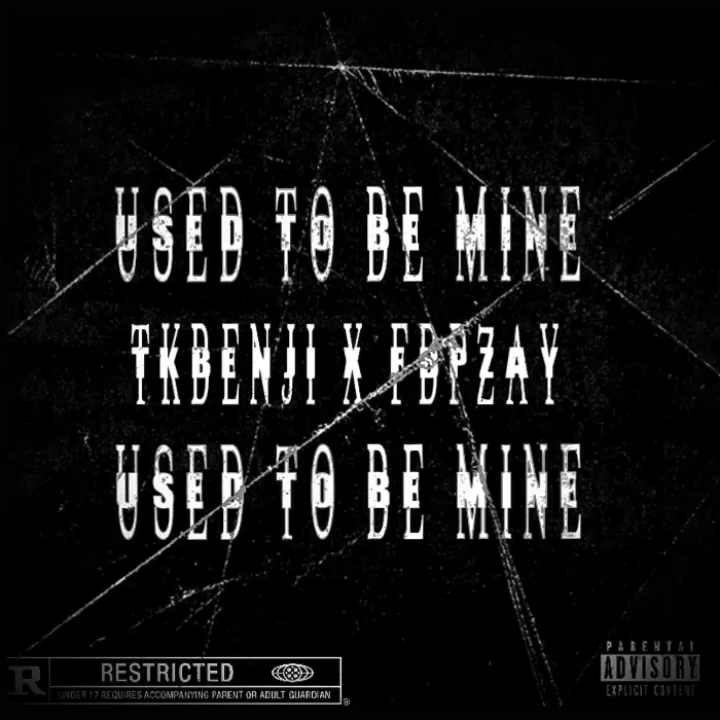 USED TO BE MINE
TKBENJI X FBPZAY
USED TO BE MINE
R
RESTRICTED
UNDER 17 REQUIRES ACCOMPANYING PARENT OR ADULT GUARDIAN
®
PARENTAL
ADVISORY
EXPLICIT CONTENT